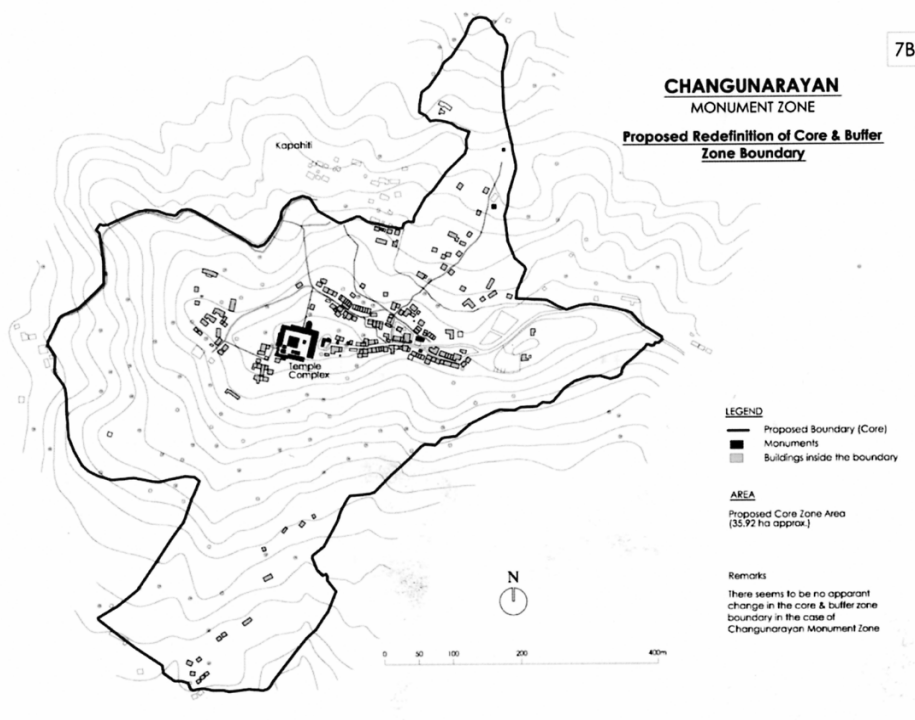 7B
CHANGUNARAYAN
MONUMENT ZONE
Proposed Redefinition of Core & Buffer
Zone Boundary
Kapahiti
Temple
Complex
LEGEND
Proposed Boundary (Core)
Monuments
Buildings inside the boundary
AREA
Proposed Core Zone Area
(35.92 ha approx.)
Remarks
There seems to be no apparant
change in the core & buffer zone
boundary in the case of
Changunarayan Monument Zone
N
0 50 100 200 400m